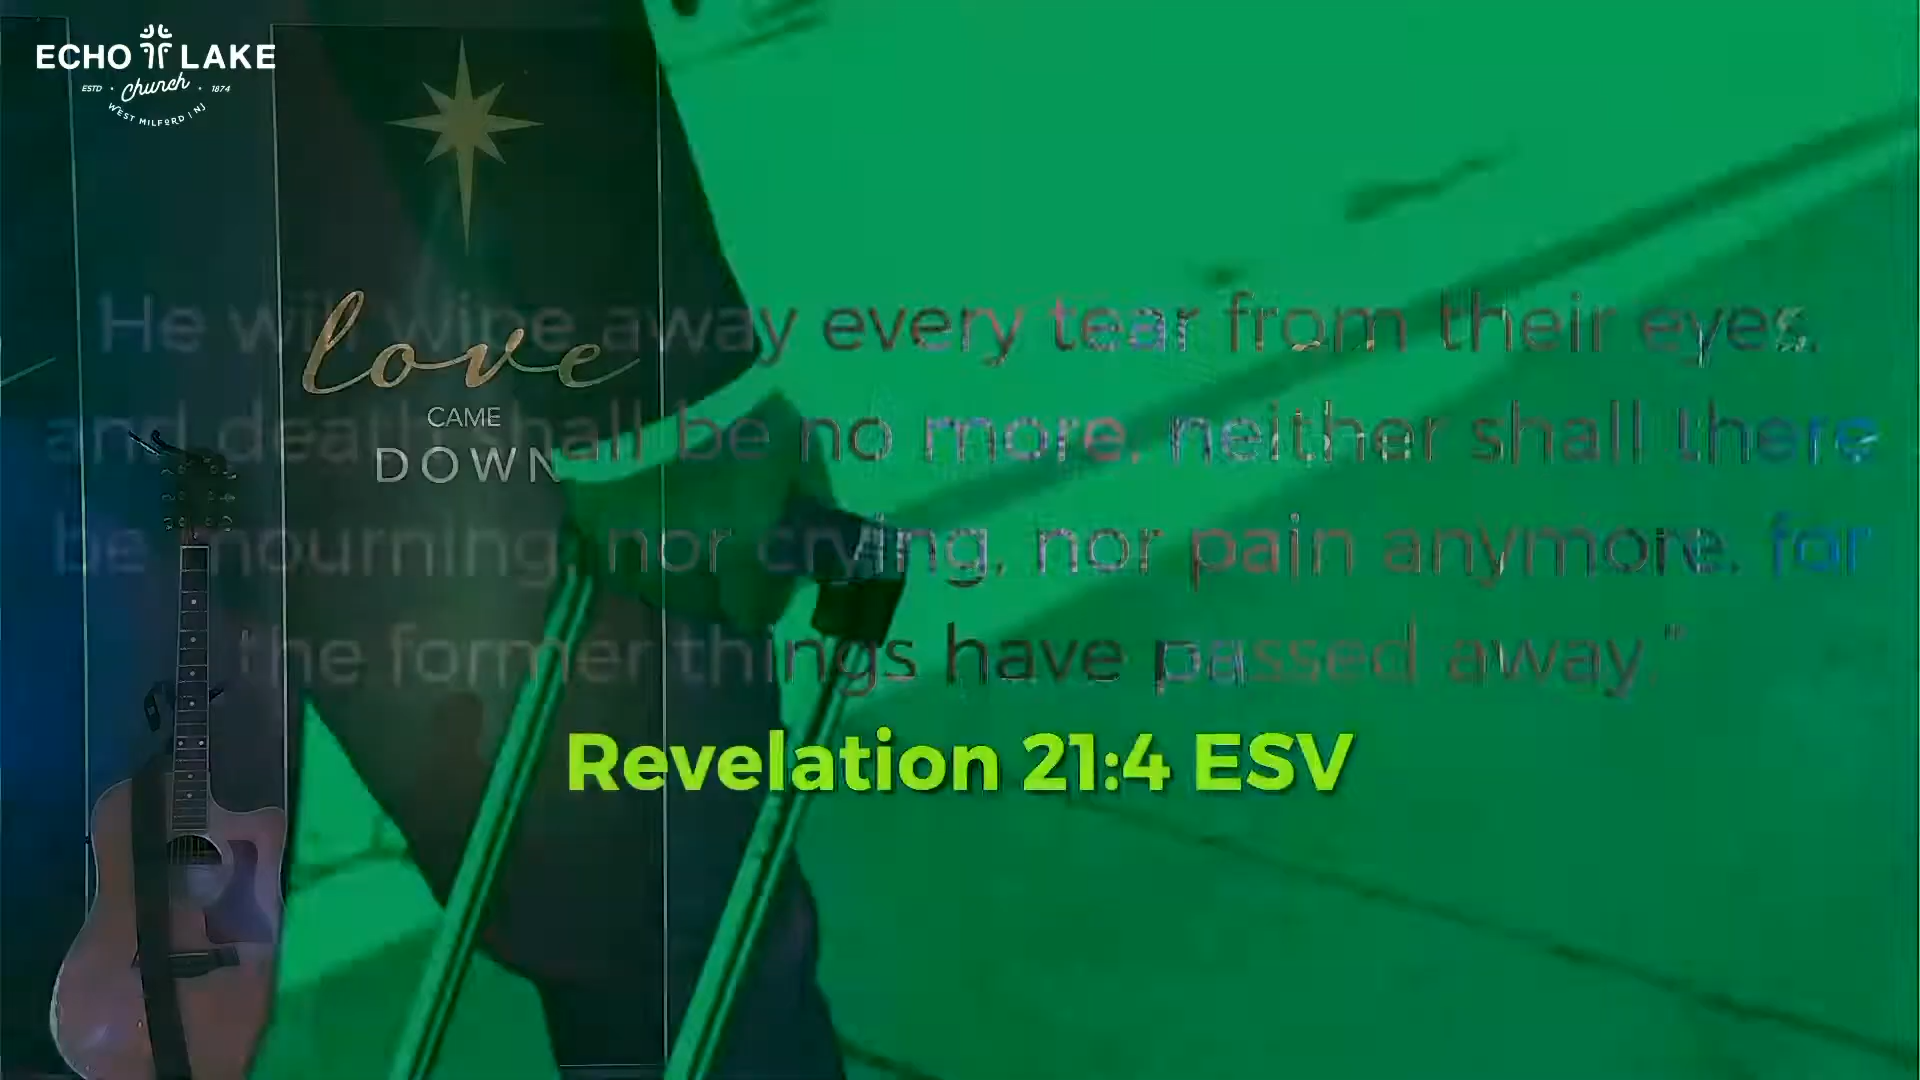 ECHO LAKE
ESTD • Church • 1874
WEST MILFORD | NJ
love
CAME
DOWN
He will wipe away every tear from their eyes,
and death shall be no more, neither shall there
be mourning, nor crying, nor pain anymore, for
the former things have passed away."
Revelation 21:4 ESV